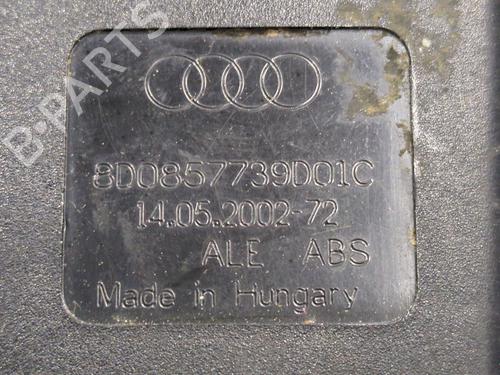 B-PARTS
8D0857739D01C
14.05.2002-72
ALE ABS
Made in Hungary